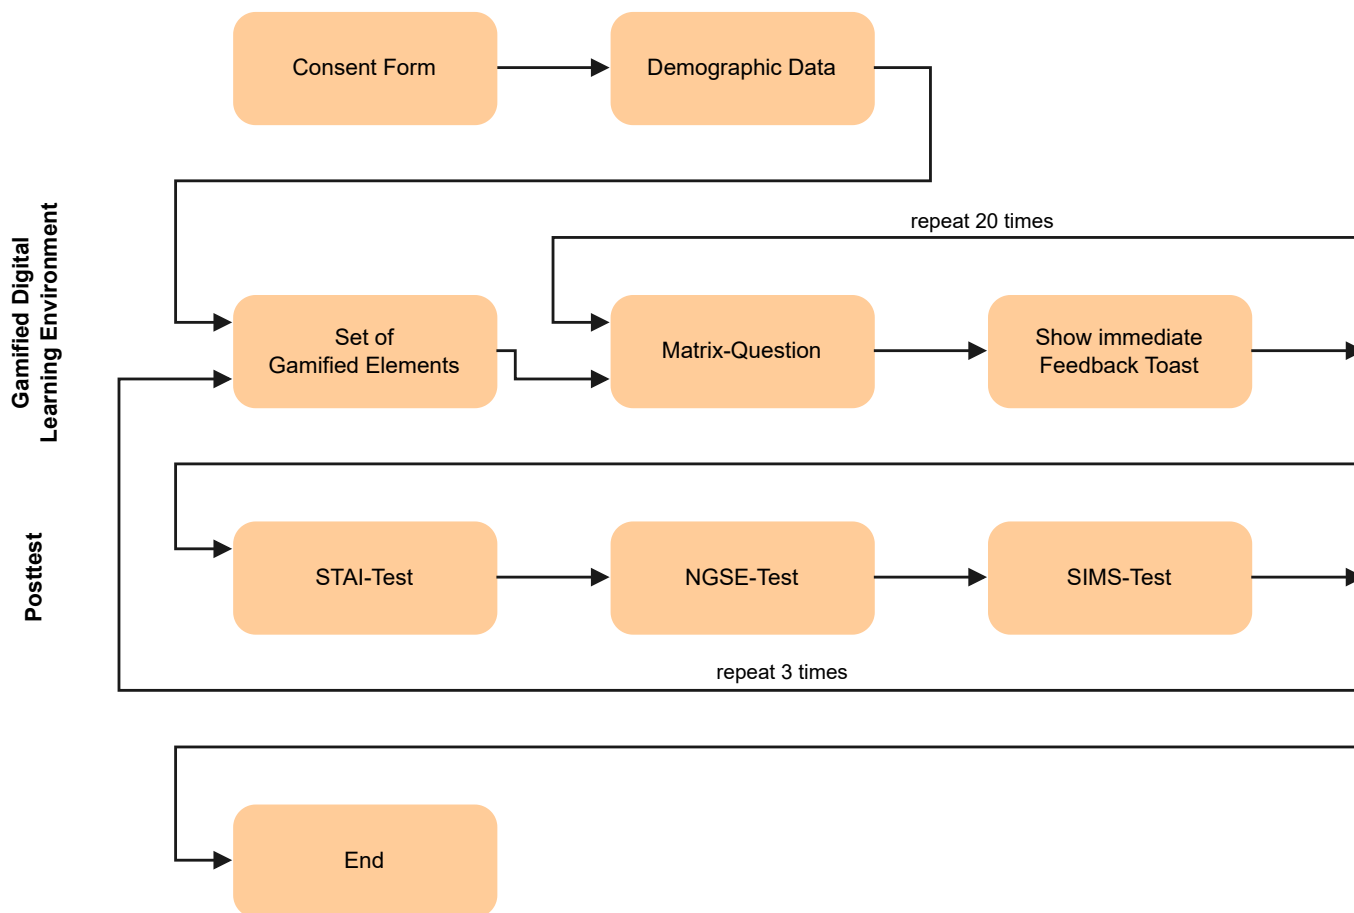 Consent Form
Demographic Data
repeat 20 times
Gamified Digital
Learning Environment
Set of
Gamified Elements
Matrix-Question
Show immediate
Feedback Toast
Posttest
STAI-Test
NGSE-Test
SIMS-Test
repeat 3 times
End